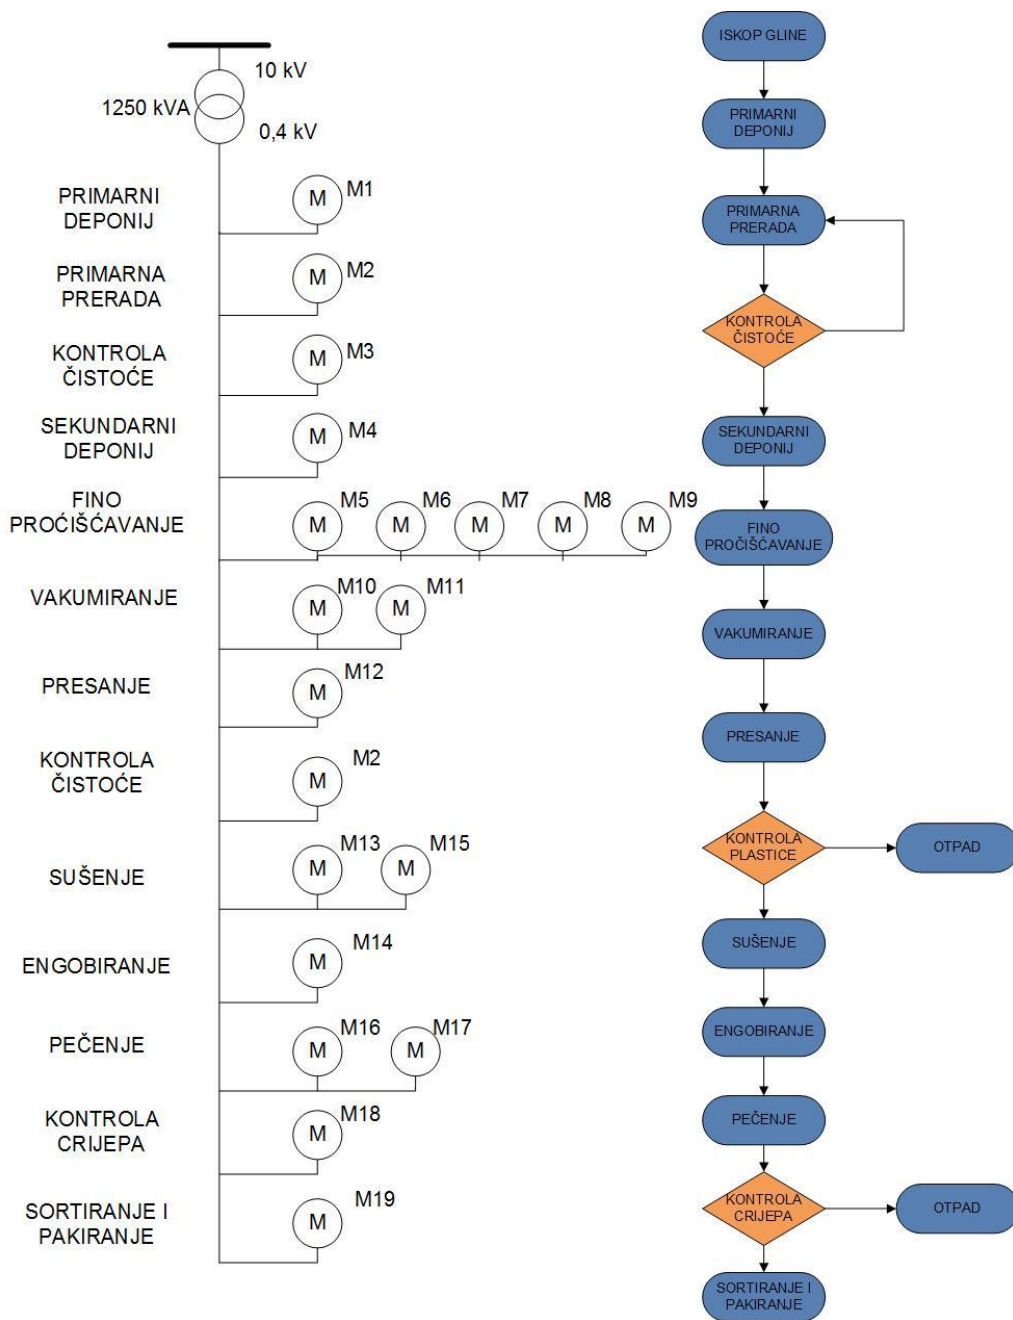 10 kV
1250 kVA
0,4 kV
PRIMARNI
DEPONIJ
M
M1
PRIMARNA
PRERADA
M
M2
KONTROLA
ČISTOĆE
M
M3
SEKUNDARNI
DEPONIJ
M
M4
FINO
PROĆIŠĆAVANJE
M
M5
M
M6
M
M7
M
M8
M
M9
VAKUMIRANJE
M
M10
M
M11
PRESANJE
M
M12
KONTROLA
ČISTOĆE
M
M2
SUŠENJE
M
M13
M
M15
ENGOBIRANJE
M
M14
PEČENJE
M
M16
M
M17
KONTROLA
CRIJEPA
M
M18
SORTIRANJE I
PAKIRANJE
M
M19
ISKOP GLINE
PRIMARNI
DEPONIJ
PRIMARNA
PRERADA
KONTROLA
ČISTOĆE
SEKUNDARNI
DEPONIJ
FINO
PROČIŠĆAVANJE
VAKUMIRANJE
PRESANJE
KONTROLA
PLASTICE
OTPAD
SUŠENJE
ENGOBIRANJE
PEČENJE
KONTROLA
CRIJEPA
OTPAD
SORTIRANJE I
PAKIRANJE